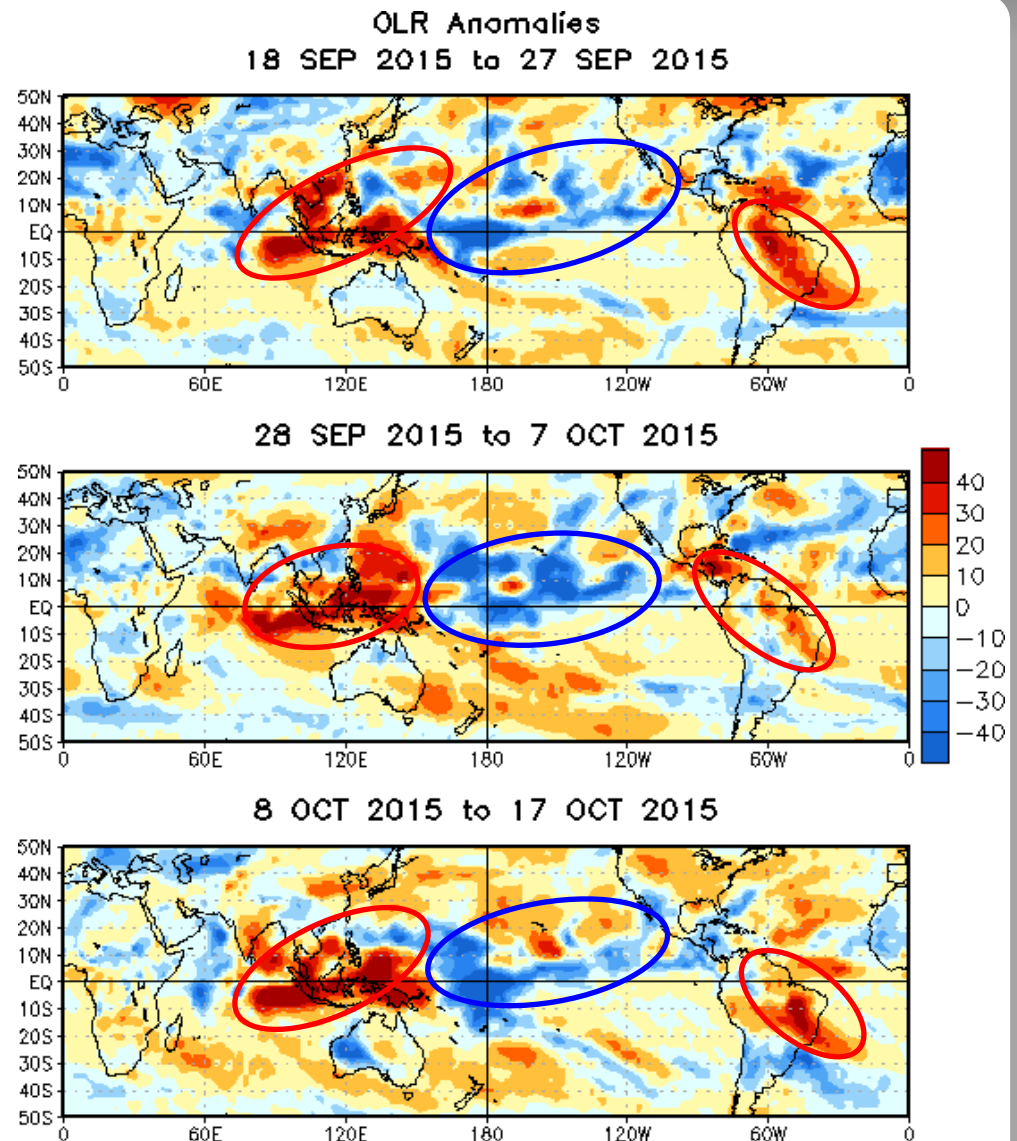 OLR Anomalies
18 SEP 2015 to 27 SEP 2015
50N
40N
30N
20N
10N
EQ
10S
20S
30S
40S
50S
0 60E 120E 180 120W 60W 0
28 SEP 2015 to 7 OCT 2015
50N
40N
30N
20N
10N
EQ
10S
20S
30S
40S
50S
0 60E 120E 180 120W 60W 0
40
30
20
10
0
−10
−20
−30
−40
8 OCT 2015 to 17 OCT 2015
50N
40N
30N
20N
10N
EQ
10S
20S
30S
40S
50S
0 60E 120E 180 120W 60W 0